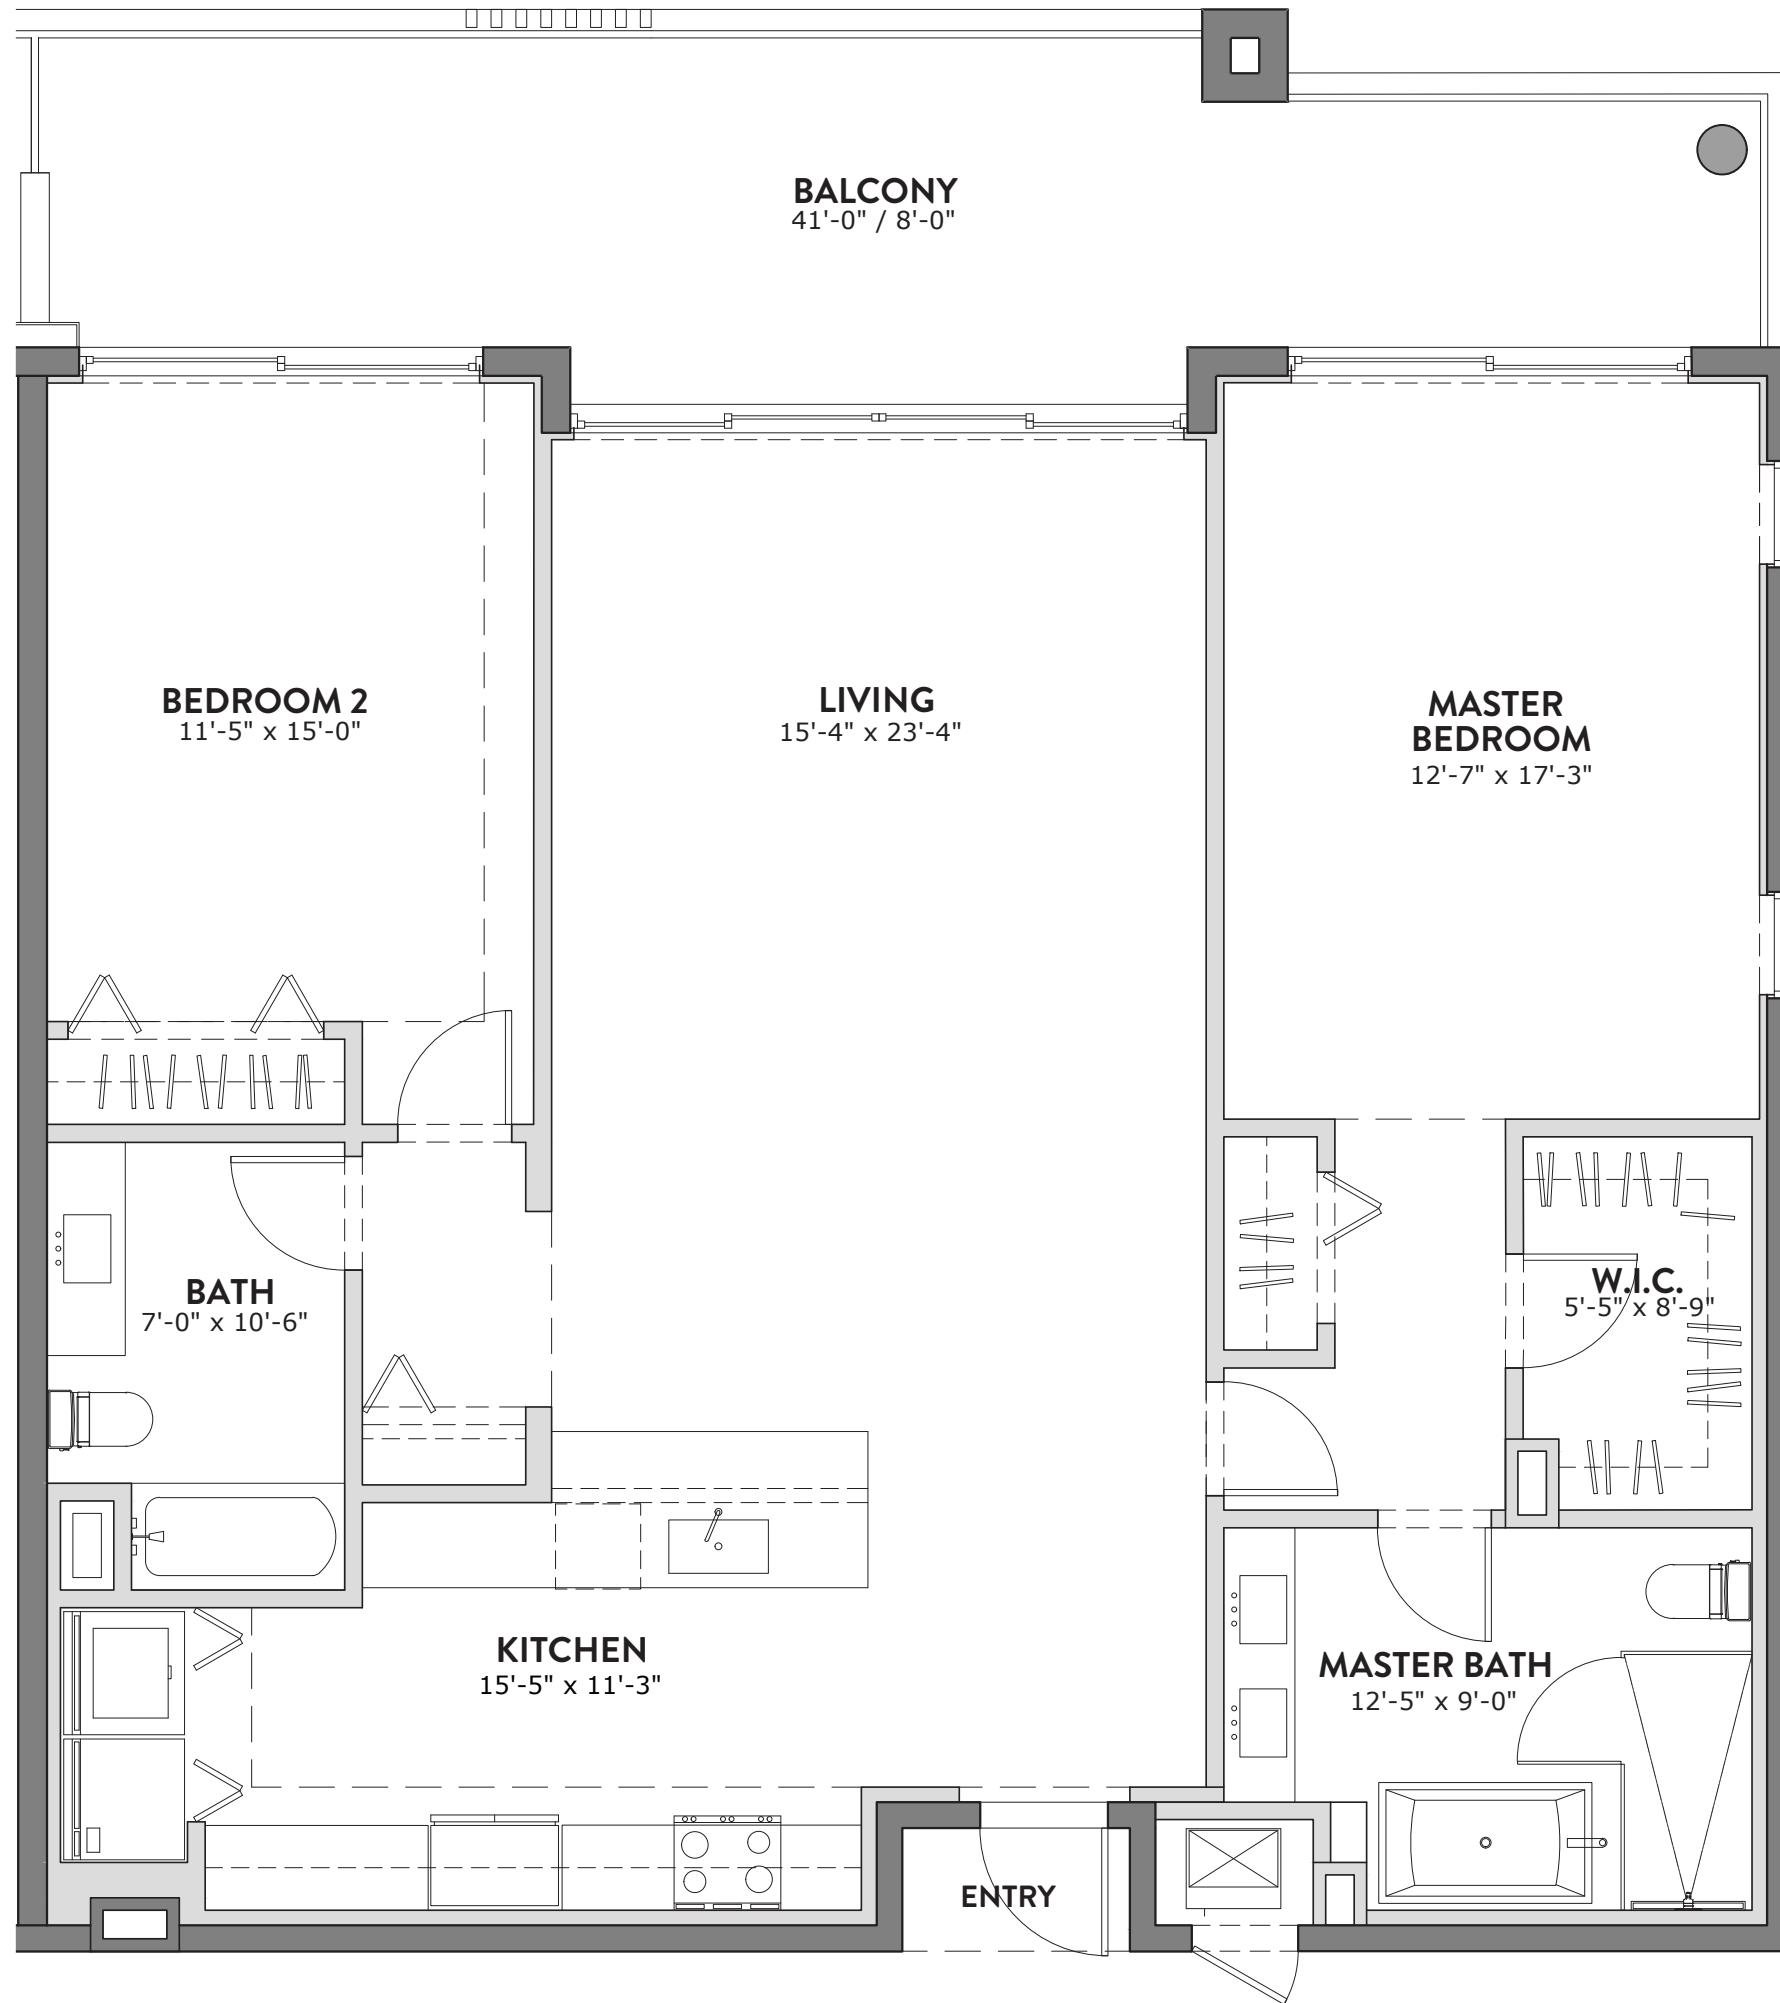 BALCONY
41'-0" / 8'-0"
BEDROOM 2
11'-5" x 15'-0"
LIVING
15'-4" x 23'-4"
MASTER
BEDROOM
12'-7" x 17'-3"
BATH
7'-0" x 10'-6"
W.I.C.
5'-5" x 8'-9"
KITCHEN
15'-5" x 11'-3"
MASTER BATH
12'-5" x 9'-0"
ENTRY